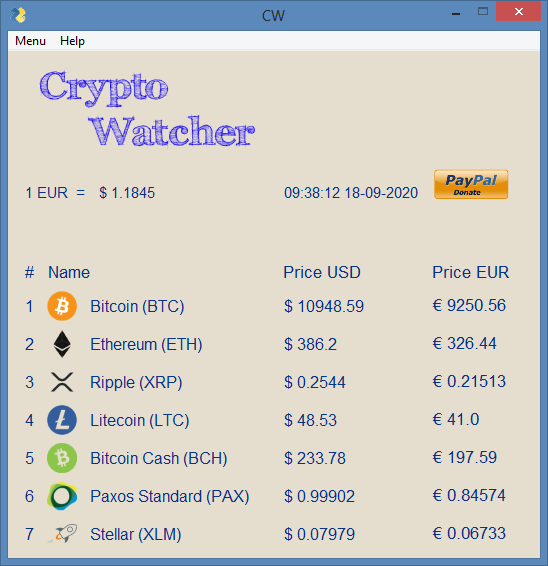 CW
Menu Help
Crypto
Watcher
1 EUR = $ 1.1845 09:38:12 18-09-2020 PayPal
Donate
# Name Price USD Price EUR
1 Bitcoin (BTC) $ 10948.59 € 9250.56
2 Ethereum (ETH) $ 386.2 € 326.44
3 Ripple (XRP) $ 0.2544 € 0.21513
4 Litecoin (LTC) $ 48.53 € 41.0
5 Bitcoin Cash (BCH) $ 233.78 € 197.59
6 Paxos Standard (PAX) $ 0.99902 € 0.84574
7 Stellar (XLM) $ 0.07979 € 0.06733